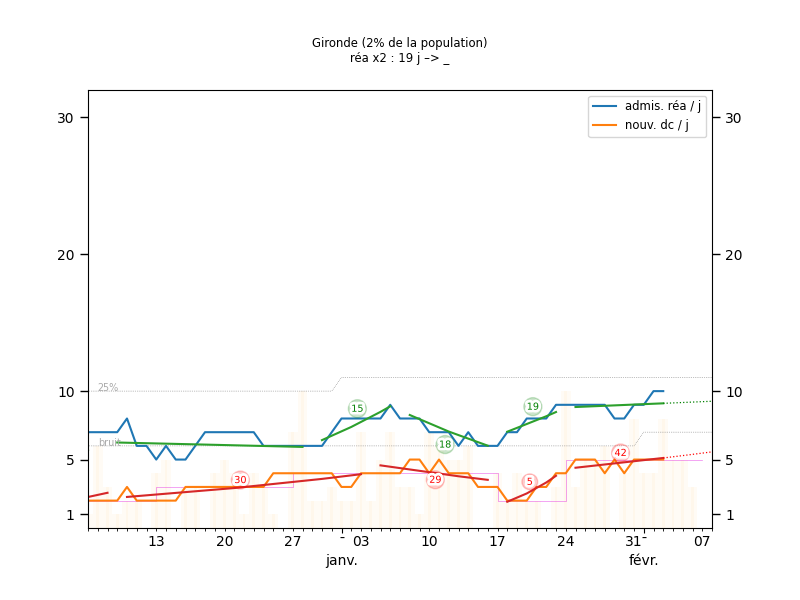 Gironde (2% de la population)
réa x2 : 19 j –> _
admis. réa / j
nouv. dc / j
30 30
20 20
25%
10 10
15
19
18
bruit
42
5 5
30 29 5
1 1
13 20 27 - 03 10 17 24 31 - 07
janv. févr.